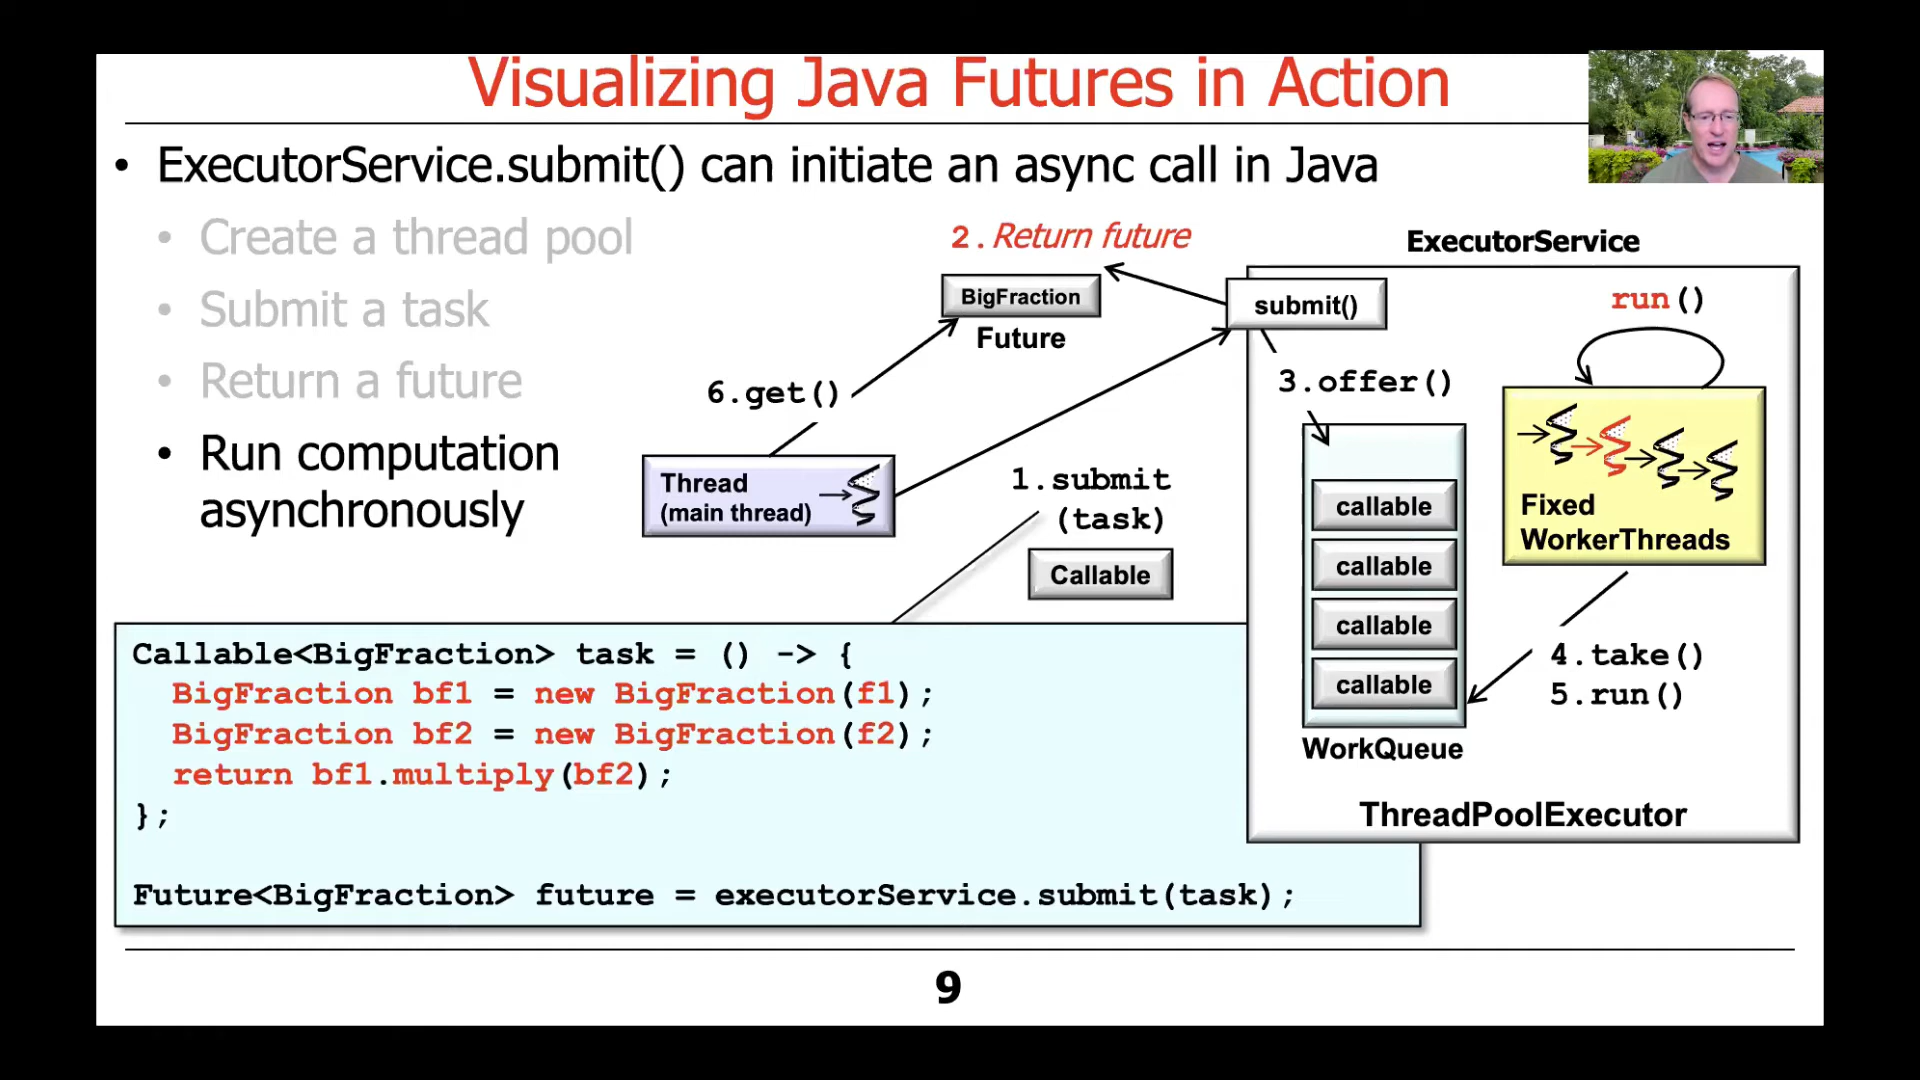 Visualizing Java Futures in Action
• ExecutorService.submit() can initiate an async call in Java
• Create a thread pool
• Submit a task
• Return a future
• Run computation
asynchronously
2.Return future
BigFraction
Future
6.get()
Thread
(main thread)
1.submit
(task)
Callable
ExecutorService
submit()
run()
3.offer()
callable
callable
callable
callable
WorkQueue
Fixed
WorkerThreads
4.take()
5.run()
ThreadPoolExecutor
Callable<BigFraction> task = () -> {
BigFraction bf1 = new BigFraction(f1);
BigFraction bf2 = new BigFraction(f2);
return bf1.multiply(bf2);
};
Future<BigFraction> future = executorService.submit(task);
9